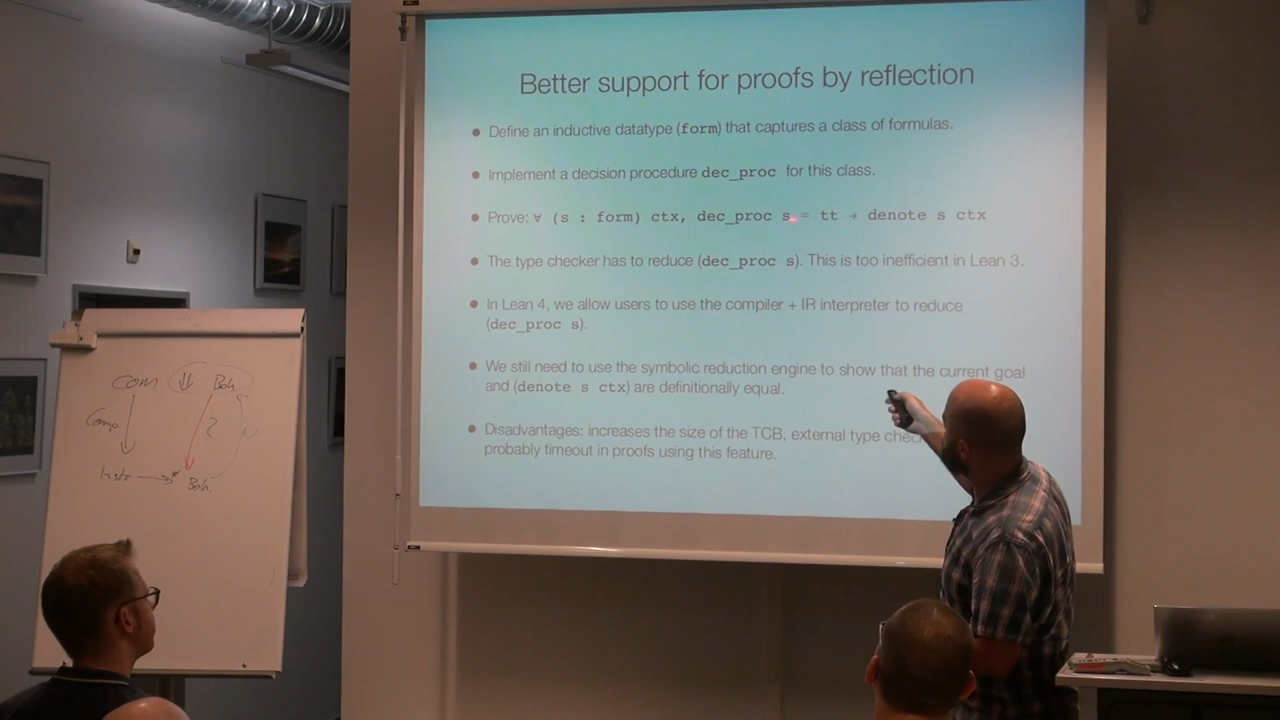 Better support for proofs by reflection
Define an inductive datatype (form) that captures a class of formulas.
Implement a decision procedure dec_proc for this class.
Prove: ∀ (s : form) ctx, dec_proc s = tt → denote s ctx
The type checker has to reduce (dec_proc s). This is too inefficient in Lean 3.
In Lean 4, we allow users to use the compiler + IR interpreter to reduce
(dec_proc s).
We still need to use the symbolic reduction engine to show that the current goal
and (denote s ctx) are definitionally equal.
Disadvantages: increases the size of the TCB, external type
probably timeout in proofs using this feature.
Com ⇓ Beh
Comp ?
Instr Beh.